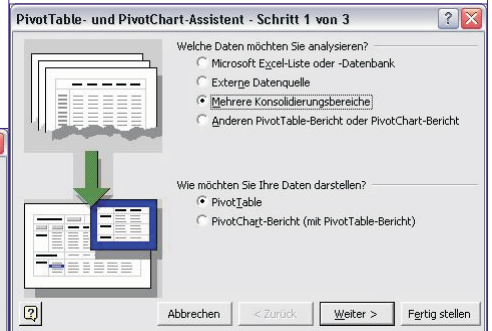 PivotTable- und PivotChart-Assistent - Schritt 1 von 3
Welche Daten möchten Sie analysieren?
Microsoft Excel-Liste oder -Datenbank
Externe Datenquelle
Mehrere Konsolidierungsbereiche
Anderen PivotTable-Bericht oder PivotChart-Bericht
Wie möchten Sie Ihre Daten darstellen?
PivotTable
PivotChart-Bericht (mit PivotTable-Bericht)
Abbrechen < Zurück Weiter > Fertig stellen